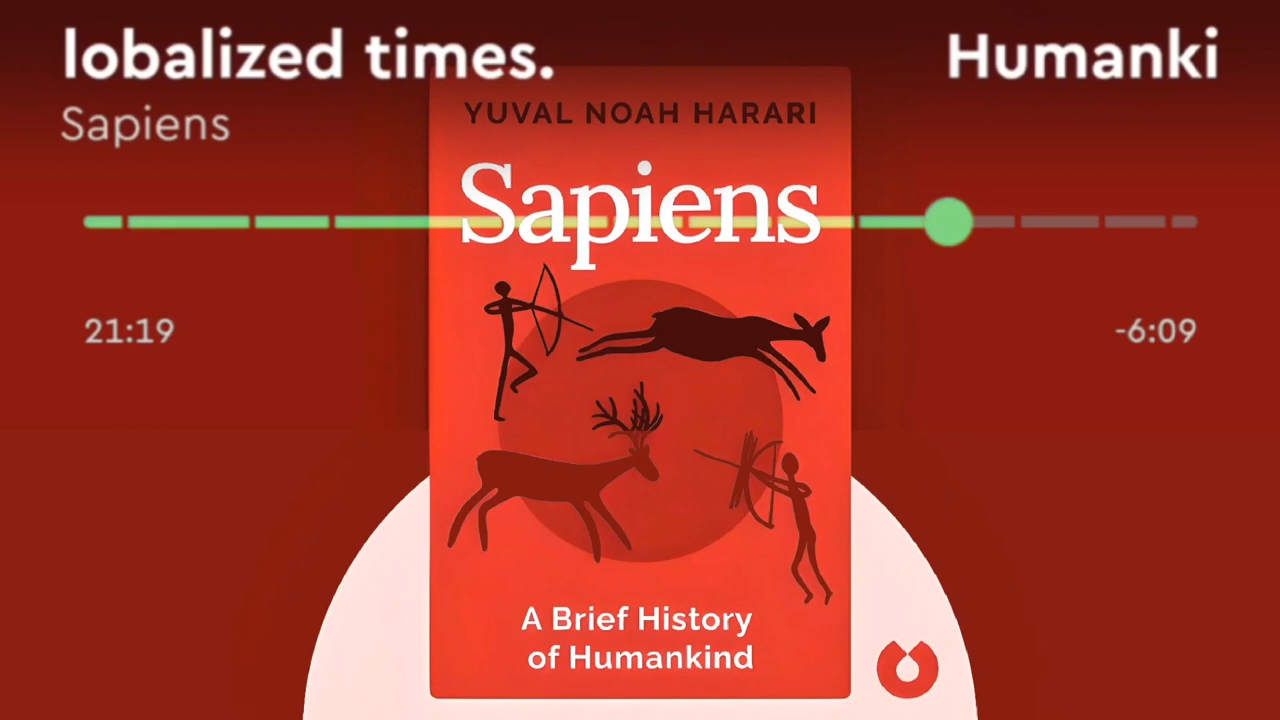 lobalized times.
Humanki
Sapiens
YUVAL NOAH HARARI
Sapiens
21:19
-6:09
A Brief History
of Humankind